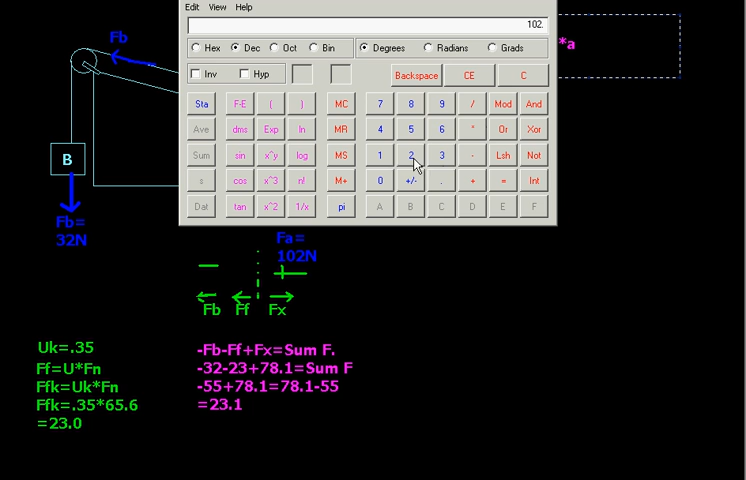 Edit View Help
102.
Fb
*a
Hex Dec Oct Bin Degrees Radians Grads
Inv Hyp Backspace CE C
Sta F-E ( ) MC 7 8 9 / Mod And
Ave dms Exp ln MR 4 5 6 * Or Xor
Sum sin x^y log MS 1 2 3 - Lsh Not
s cos x^3 n! M+ 0 +/- . + = Int
Dat tan x^2 1/x pi A B C D E F
B
Fb=
32N
Fa=
102N
Fb Ff Fx
Uk=.35
Ff=U*Fn
Ffk=Uk*Fn
Ffk=.35*65.6
=23.0
-Fb-Ff+Fx=Sum F.
-32-23+78.1=Sum F
-55+78.1=78.1-55
=23.1